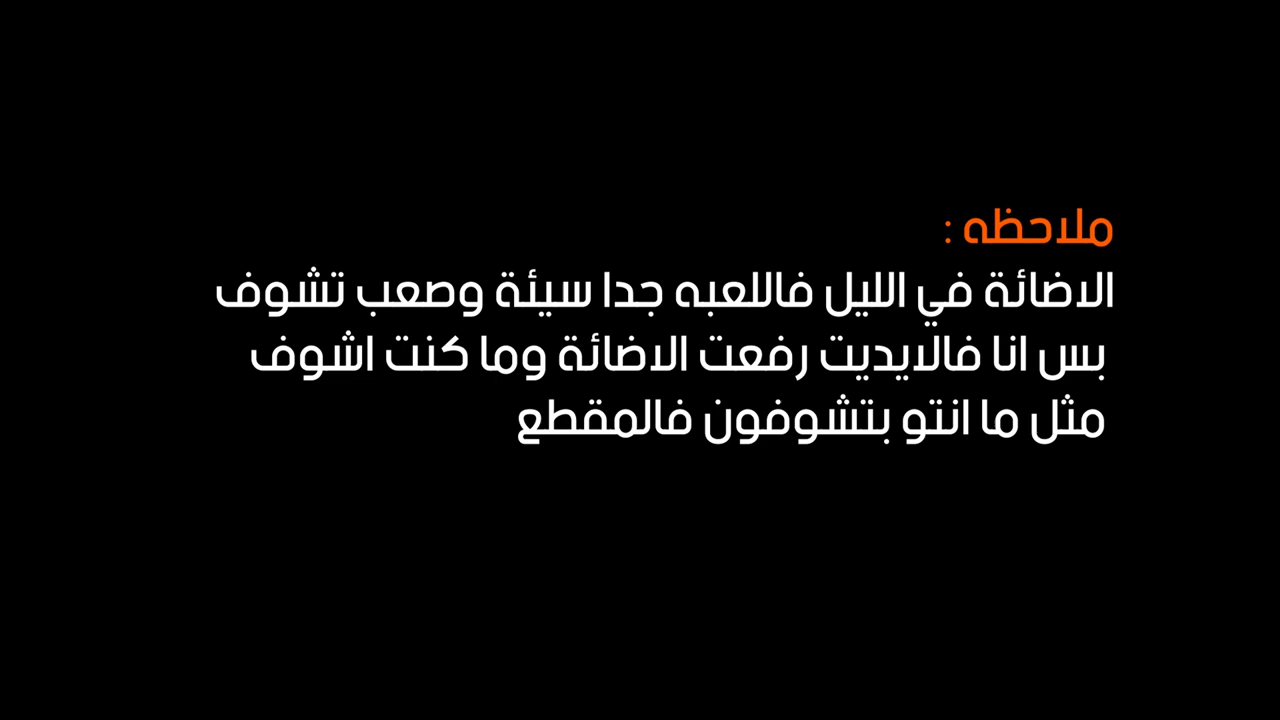 ملاحظه :
الاضائة في الليل فاللعبه جدا سيئة وصعب تشوف
بس انا فالايديت رفعت الاضائة وما كنت اشوف
مثل ما انتو بتشوفون فالمقطع